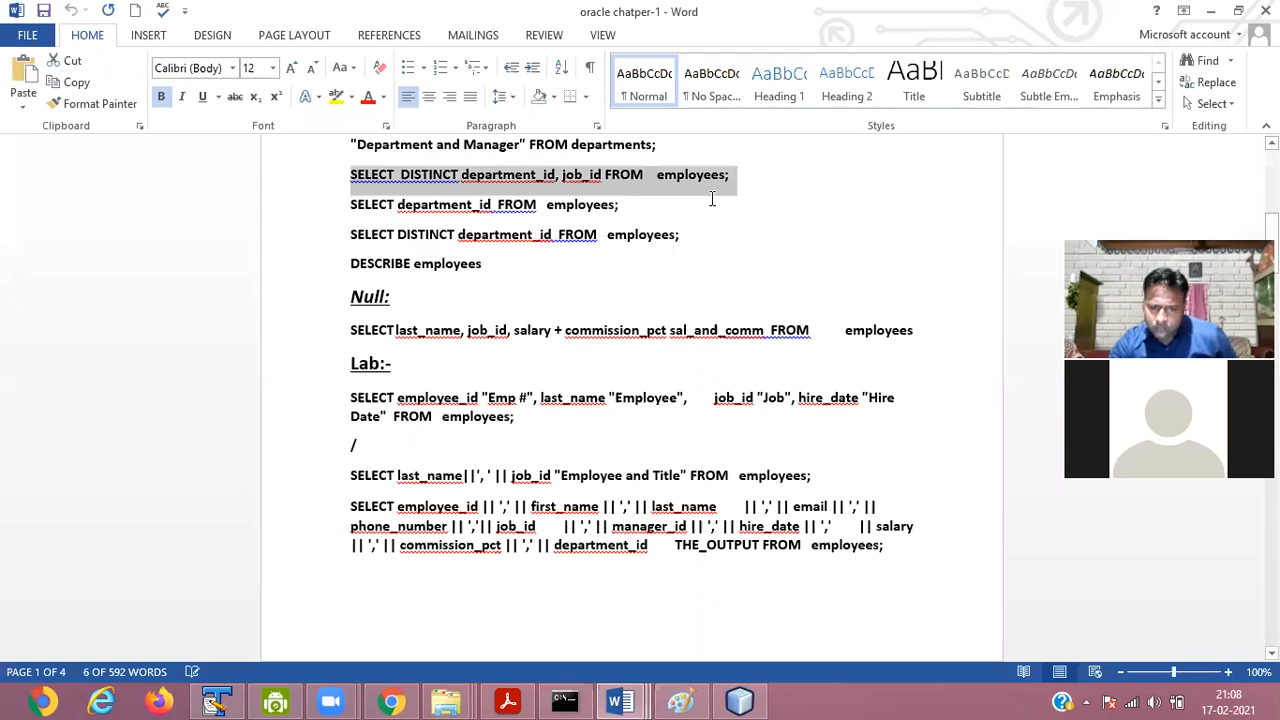 oracle chatper-1 - Word
FILE HOME INSERT DESIGN PAGE LAYOUT REFERENCES MAILINGS REVIEW VIEW Microsoft account
Paste Cut Copy Format Painter
Calibri (Body) 12
AaBbCcDc AaBbCcDc AaBbCc AaBbCcC AaBI AaBbCcD AaBbCcDc AaBbCcDc
¶ Normal ¶ No Spac... Heading 1 Heading 2 Title Subtitle Subtle Em... Emphasis
Find Replace Select
Clipboard Font Paragraph Styles Editing
"Department and Manager" FROM departments;
SELECT DISTINCT department_id, job_id FROM employees;
SELECT department_id FROM employees;
SELECT DISTINCT department_id FROM employees;
DESCRIBE employees
Null:
SELECT last_name, job_id, salary + commission_pct sal_and_comm FROM employees
Lab:-
SELECT employee_id "Emp #", last_name "Employee", job_id "Job", hire_date "Hire
Date" FROM employees;
/
SELECT last_name||', ' || job_id "Employee and Title" FROM employees;
SELECT employee_id || ',' || first_name || ',' || last_name || ',' || email || ',' ||
phone_number || ','|| job_id || ',' || manager_id || ',' || hire_date || ',' || salary
|| ',' || commission_pct || ',' || department_id THE_OUTPUT FROM employees;
PAGE 1 OF 4 6 OF 592 WORDS 100%
21:08
17-02-2021